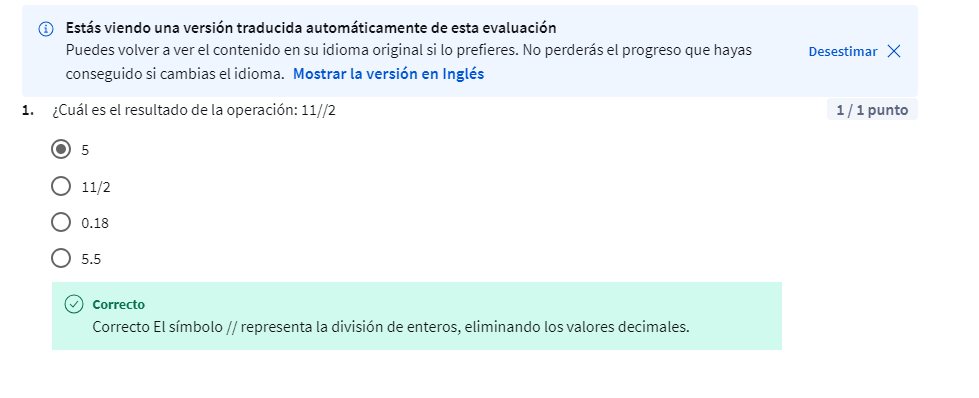 Estás viendo una versión traducida automáticamente de esta evaluación
Puedes volver a ver el contenido en su idioma original si lo prefieres. No perderás el progreso que hayas
conseguido si cambias el idioma. Mostrar la versión en Inglés
Desestimar
1. ¿Cuál es el resultado de la operación: 11//2
1 / 1 punto
5
11/2
0.18
5.5
Correcto
Correcto El símbolo // representa la división de enteros, eliminando los valores decimales.